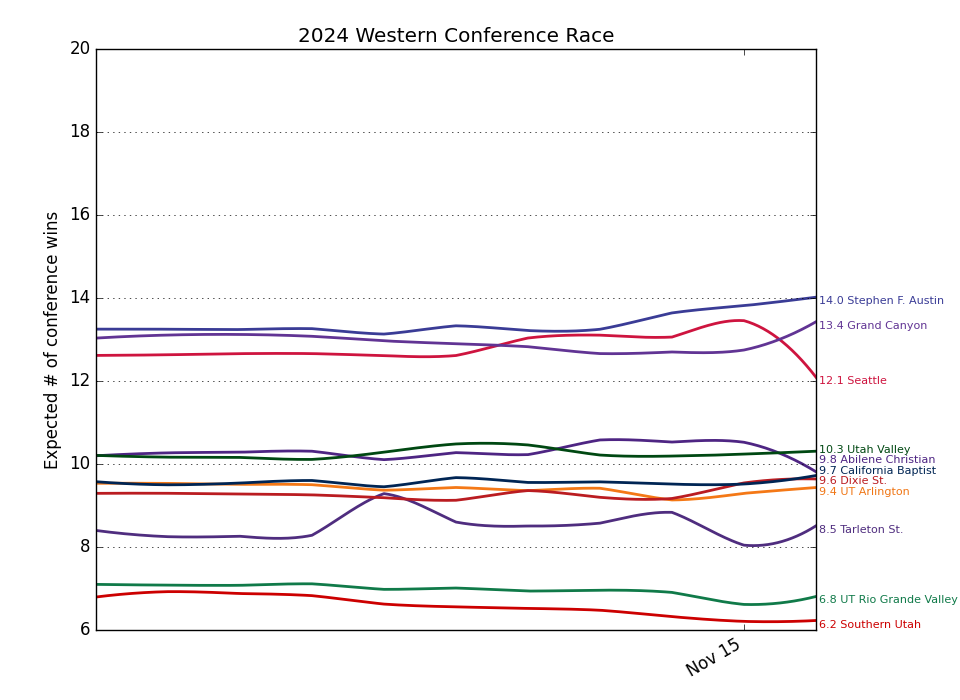 2024 Western Conference Race
Expected # of conference wins
20
18
16
14
12
10
8
6
14.0 Stephen F. Austin
13.4 Grand Canyon
12.1 Seattle
10.3 Utah Valley
9.8 Abilene Christian
9.7 California Baptist
9.6 Dixie St.
9.4 UT Arlington
8.5 Tarleton St.
6.8 UT Rio Grande Valley
6.2 Southern Utah
Nov 15